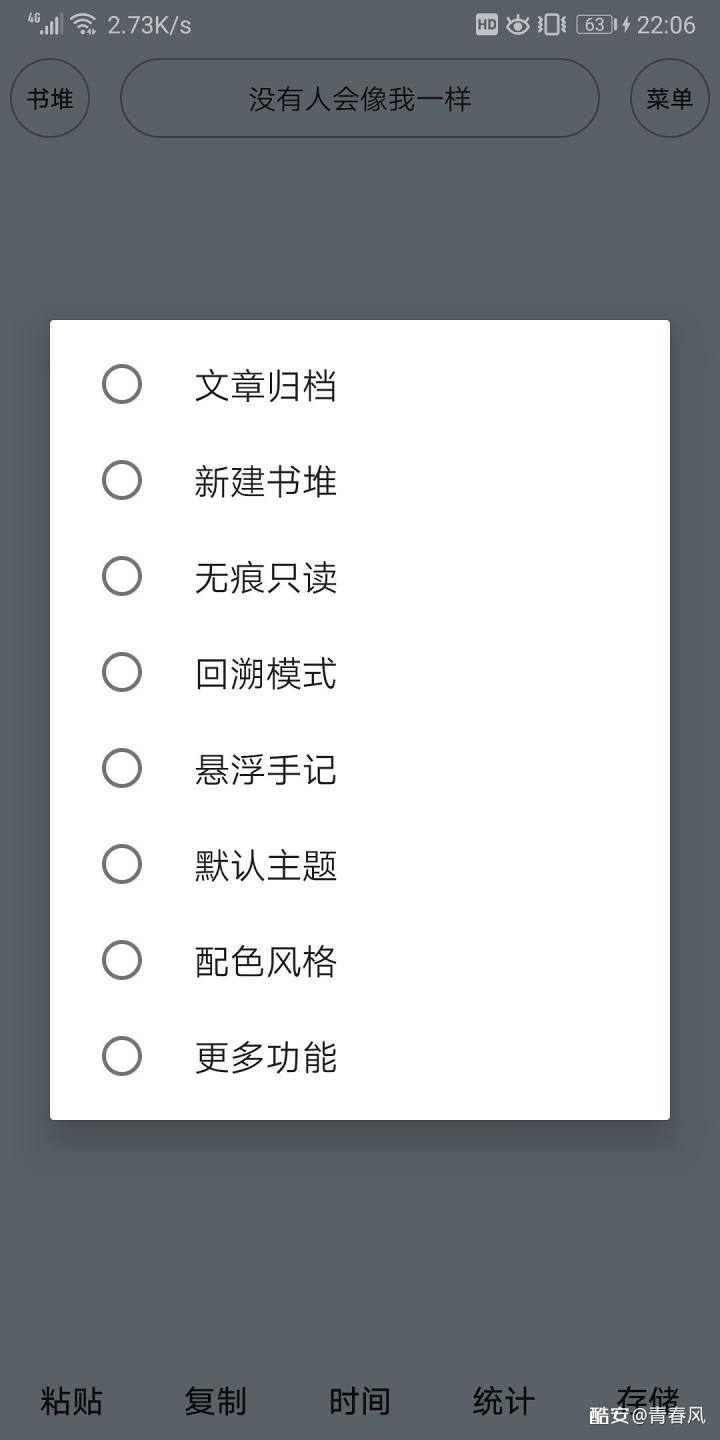 4G 2.73K/s HD 63 22:06
书堆 没有人会像我一样 菜单
文章归档
新建书堆
无痕只读
回溯模式
悬浮手记
默认主题
配色风格
更多功能
粘贴 复制 时间 统计 存储
酷安@青春风